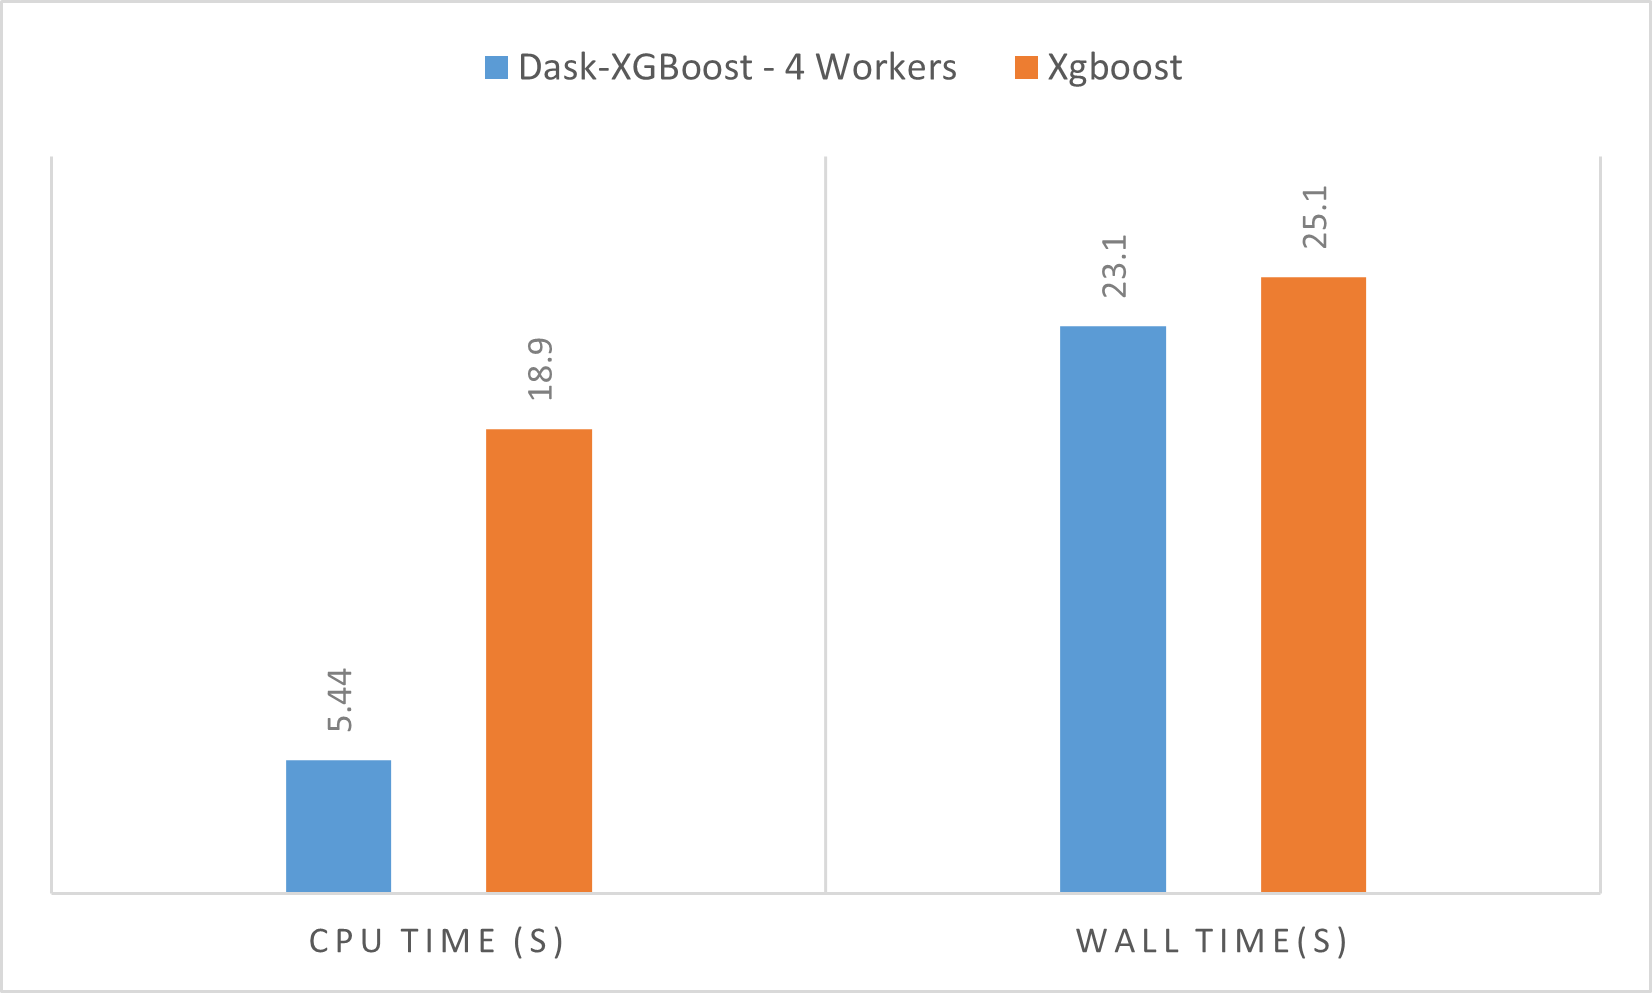 Dask-XGBoost - 4 Workers Xgboost
5.44
18.9
23.1
25.1
CPU TIME (S) WALL TIME(S)